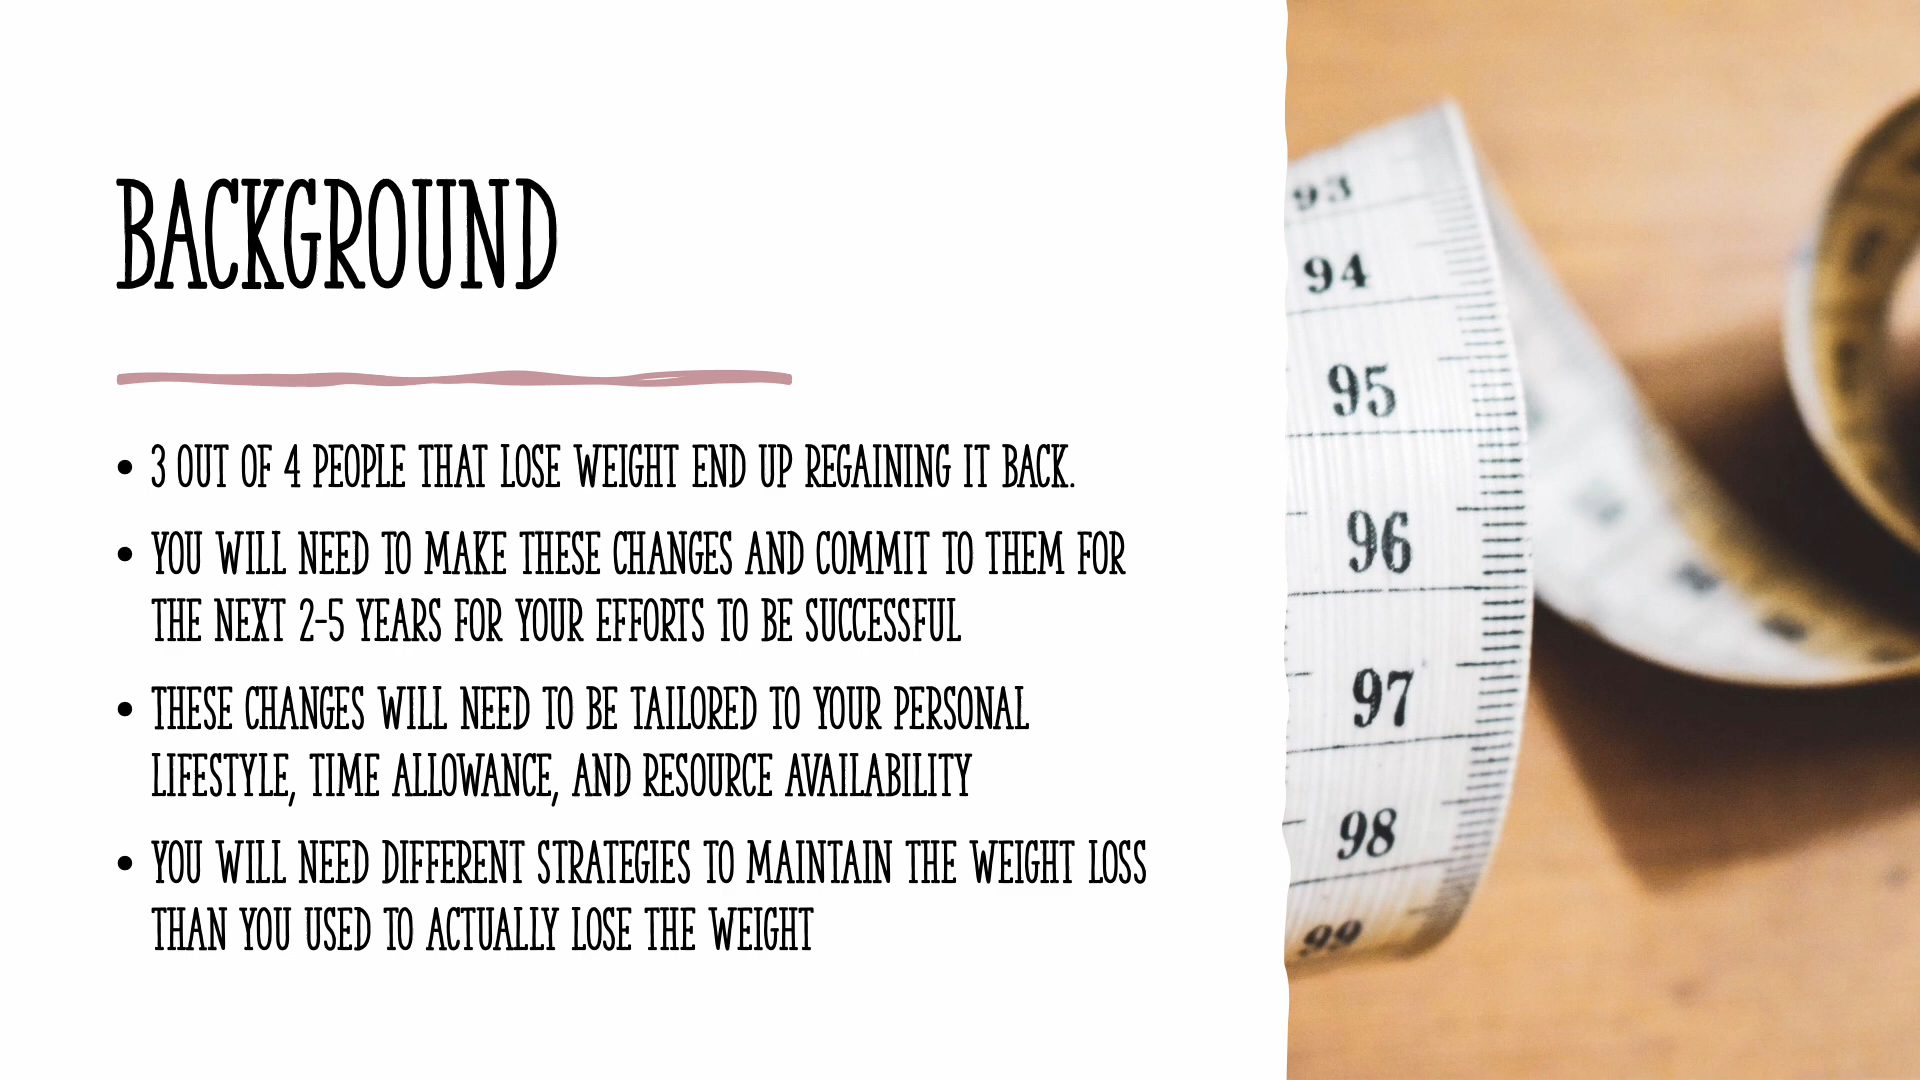 BACKGROUND
• 3 OUT OF 4 PEOPLE THAT LOSE WEIGHT END UP REGAINING IT BACK.
• YOU WILL NEED TO MAKE THESE CHANGES AND COMMIT TO THEM FOR
THE NEXT 2-5 YEARS FOR YOUR EFFORTS TO BE SUCCESSFUL
• THESE CHANGES WILL NEED TO BE TAILORED TO YOUR PERSONAL
LIFESTYLE, TIME ALLOWANCE, AND RESOURCE AVAILABILITY
• YOU WILL NEED DIFFERENT STRATEGIES TO MAINTAIN THE WEIGHT LOSS
THAN YOU USED TO ACTUALLY LOSE THE WEIGHT
93
94
95
96
97
98
99